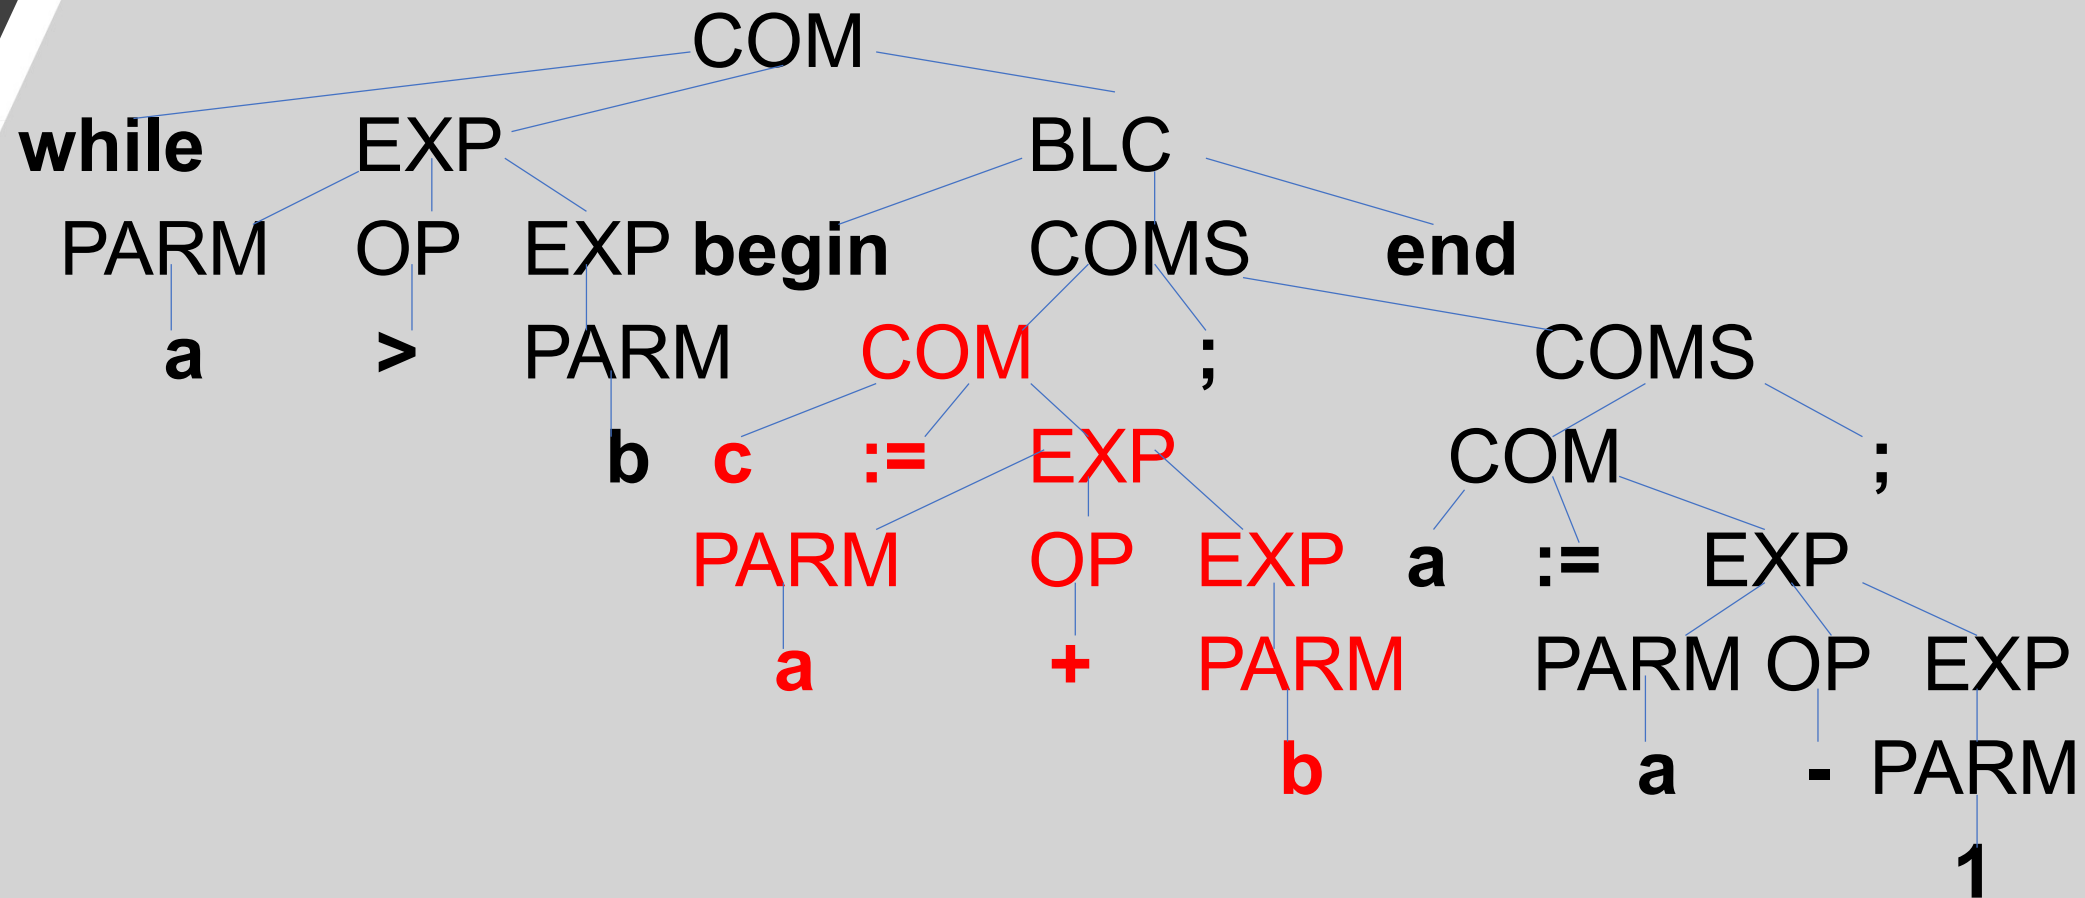 COM
while EXP BLC
PARM OP EXP begin COMS end
a > PARM COM ; COMS
b c := EXP COM ;
PARM OP EXP a := EXP
a + PARM PARM OP EXP
b a - PARM
1